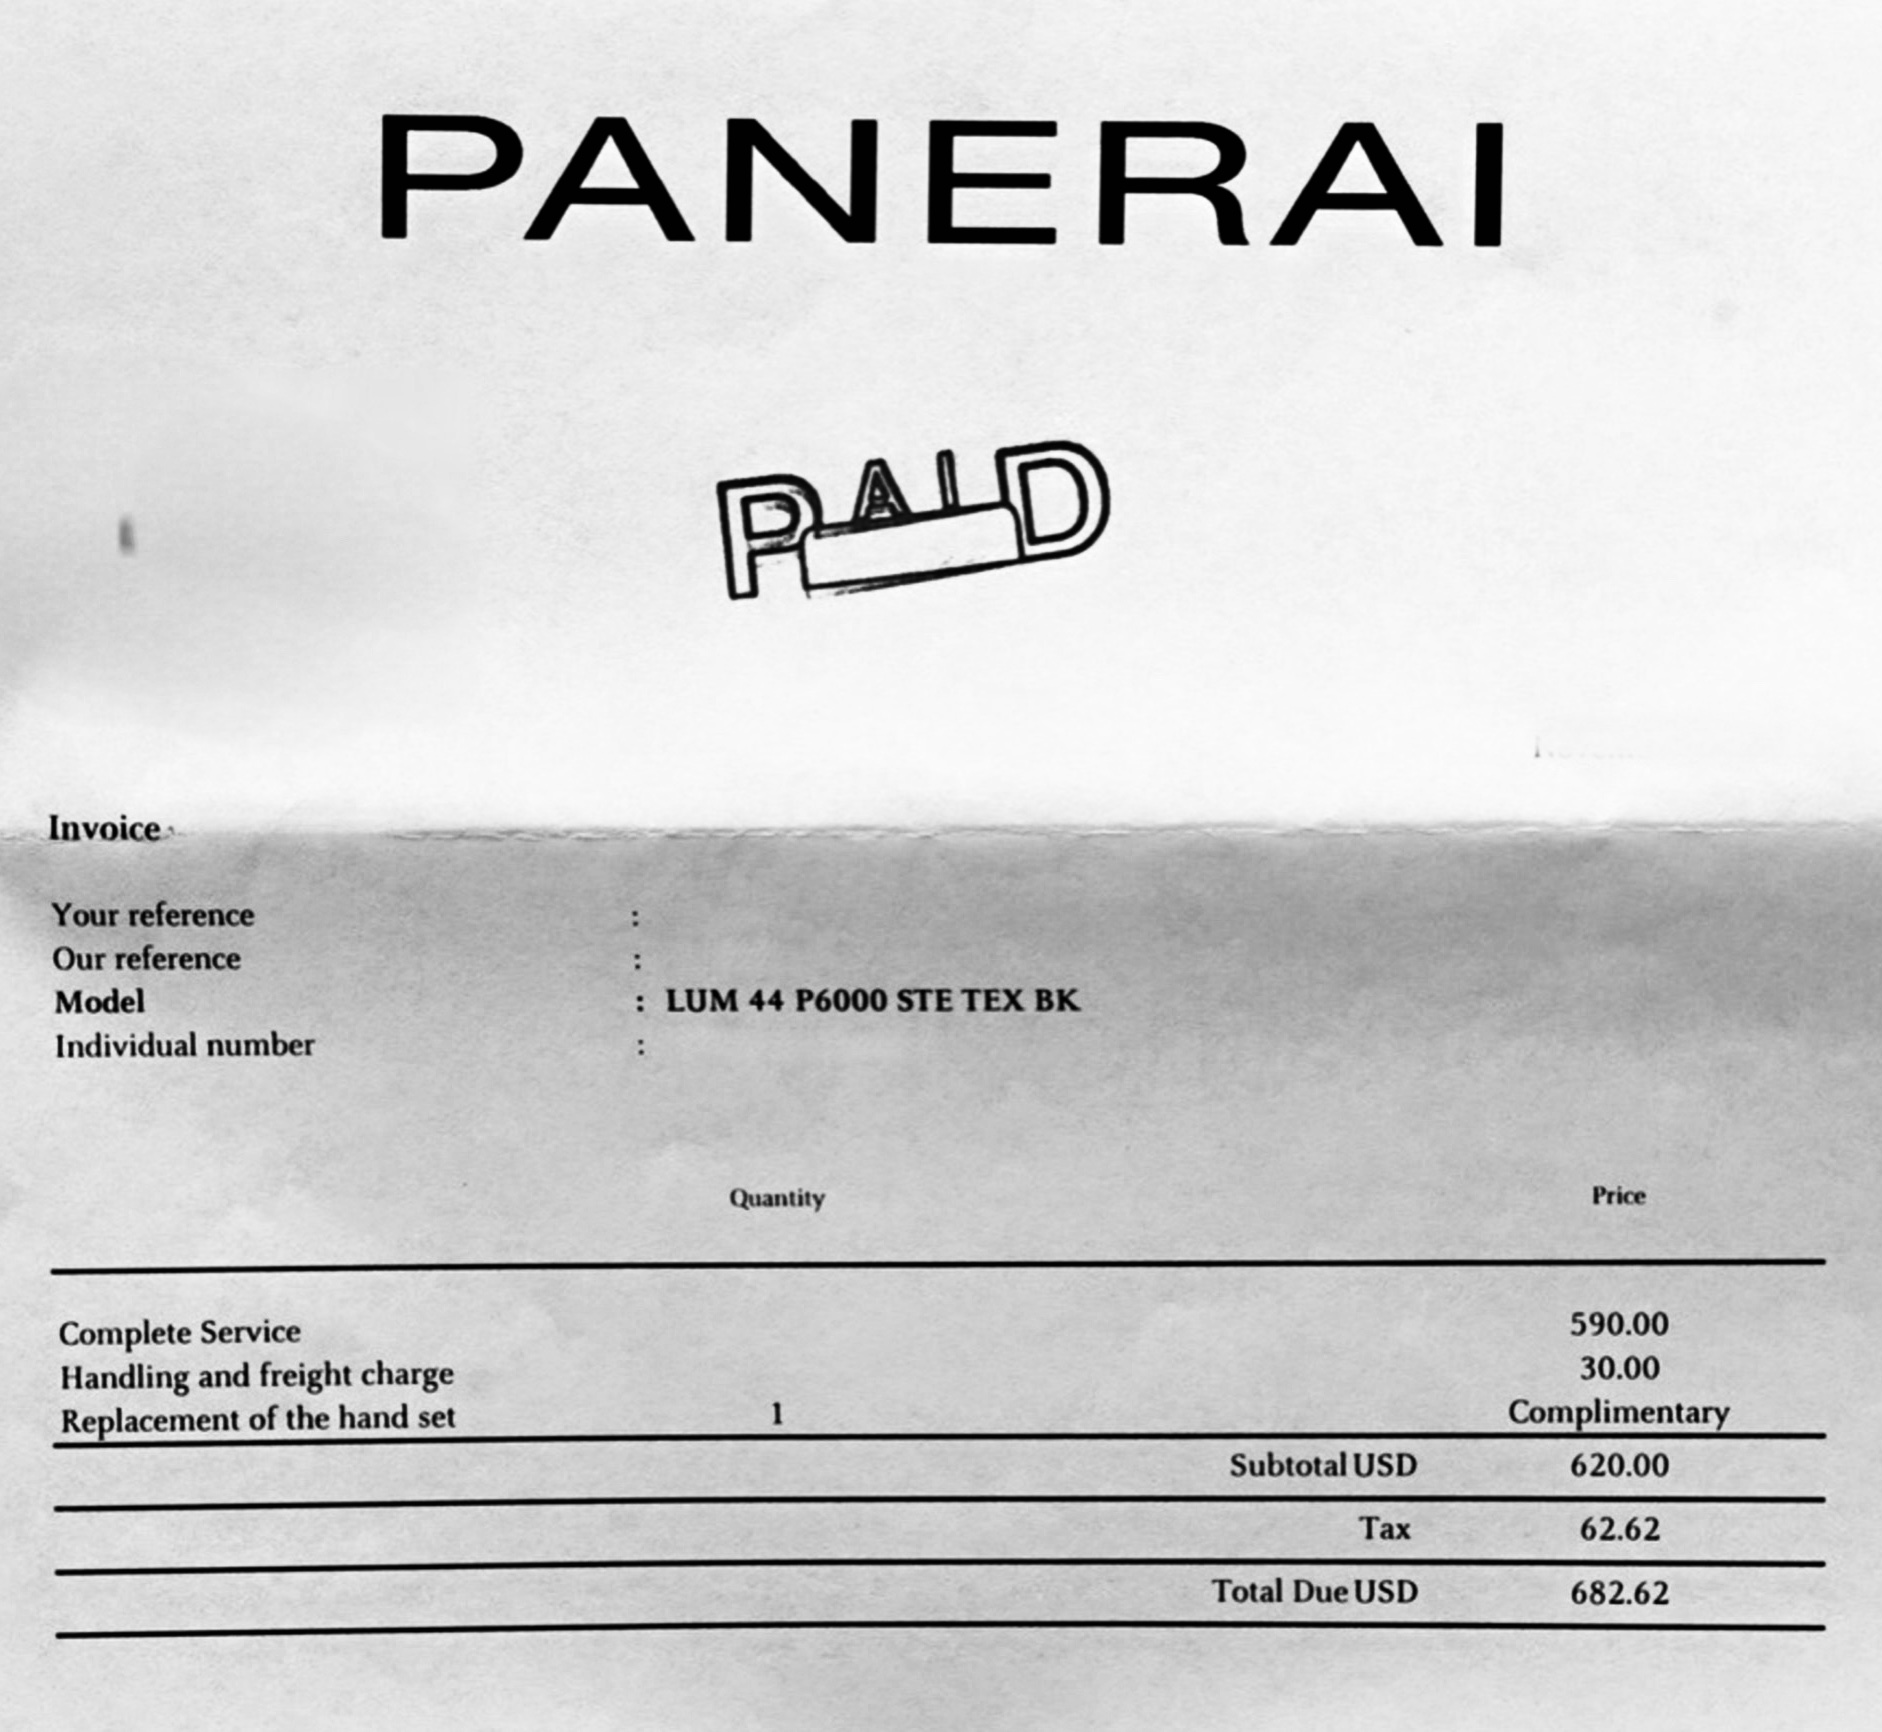 PANERAI
PAID
Invoice
Your reference :
Our reference :
Model : LUM 44 P6000 STE TEX BK
Individual number :
Quantity Price
Complete Service 590.00
Handling and freight charge 30.00
Replacement of the hand set 1 Complimentary
Subtotal USD 620.00
Tax 62.62
Total Due USD 682.62